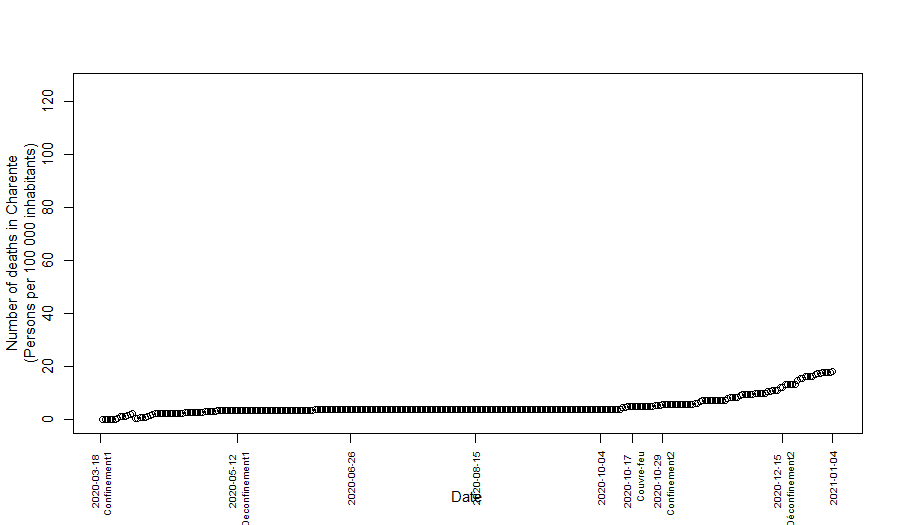 Number of deaths in Charente
(Persons per 100 000 inhabitants)
120
100
80
60
40
20
0
2020-03-18
Confinement1
2020-05-12
Déconfinement1
2020-06-26
2020-08-15
2020-10-04
2020-10-17
Couvre-feu
2020-10-29
Confinement2
2020-12-15
Déconfinement2
2021-01-04
Date